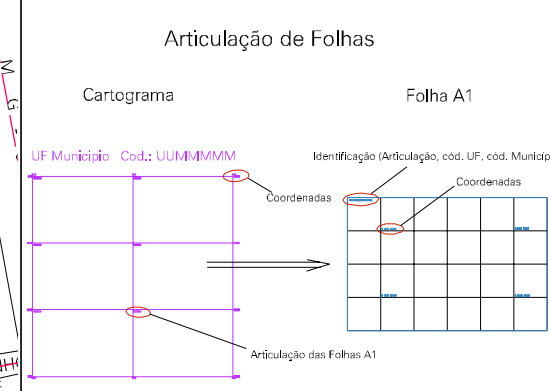 Articulação de Folhas
Cartograma
Folha A1
UF Municipio Cod.: UUMMMMM
Identificação (Articulação, cód. UF, cód. Municíp
Coordenadas
Coordenadas
Articulação das Folhas A1
M
G